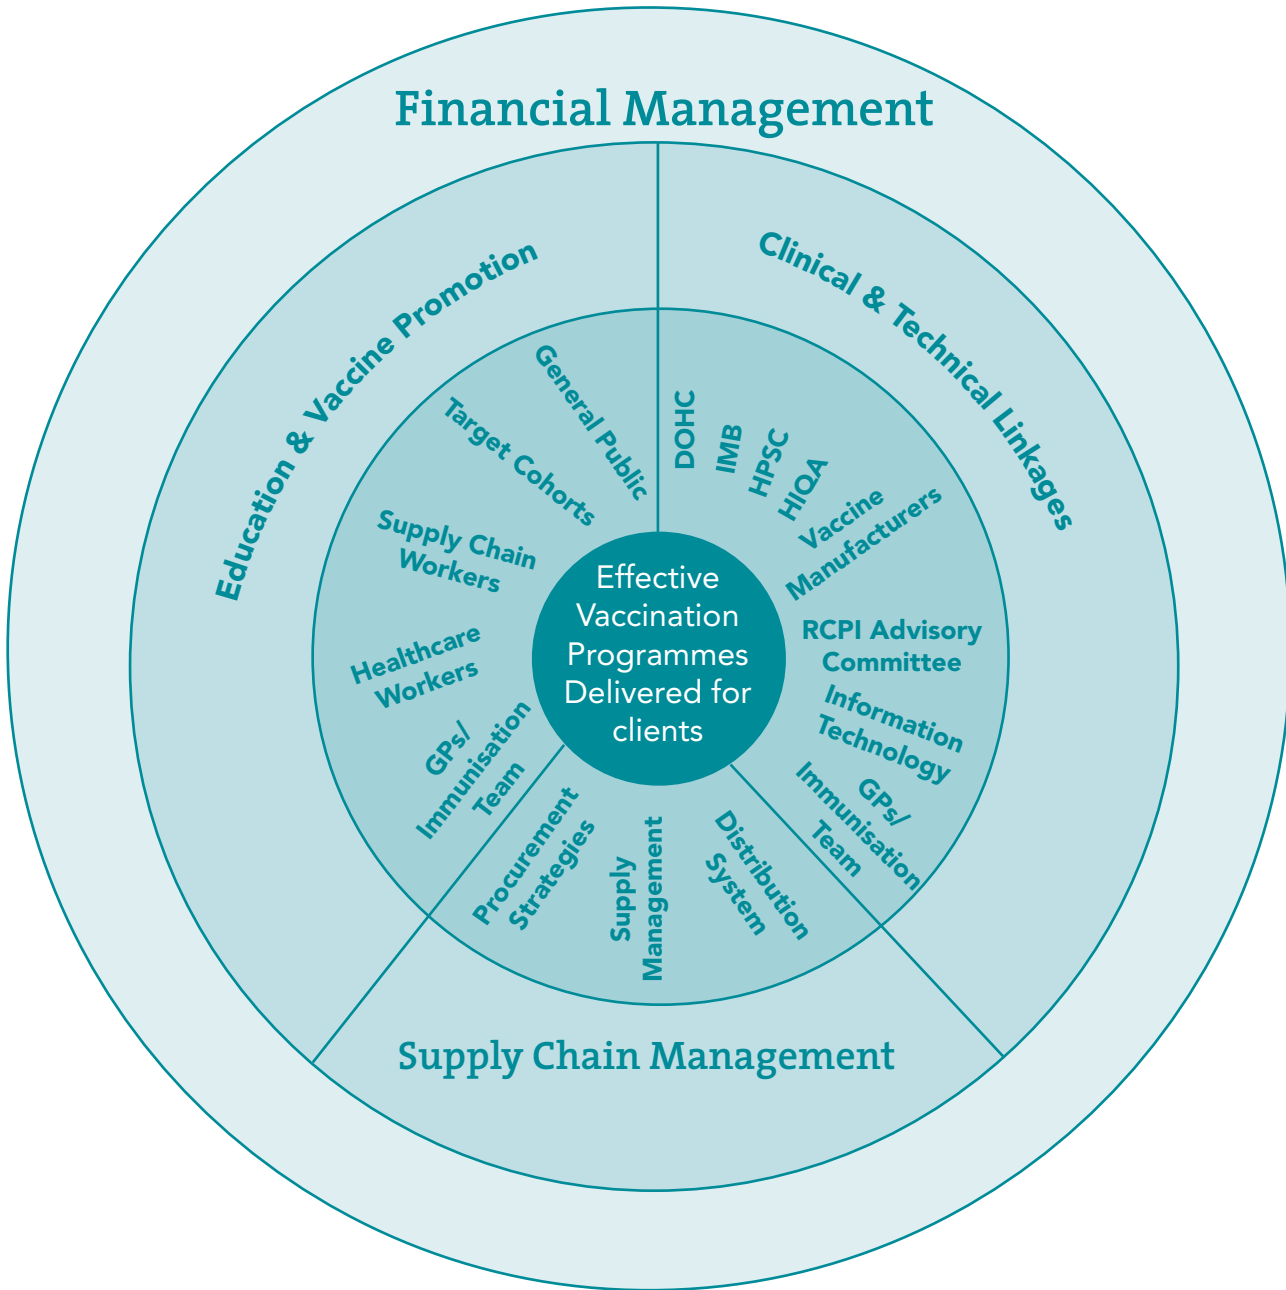 Financial Management
Education & Vaccine Promotion
Clinical & Technical Linkages
General Public
Target Cohorts
Supply Chain
Workers
Healthcare
Workers
GPs/
Immunisation
Team
DOHC
IMB
HPSC
HIQA
Vaccine
Manufacturers
RCPI Advisory
Committee
Information
Technology
GPs/
Immunisation
Team
Effective
Vaccination
Programmes
Delivered for
clients
Procurement
Strategies
Supply
Management
Distribution
System
Supply Chain Management